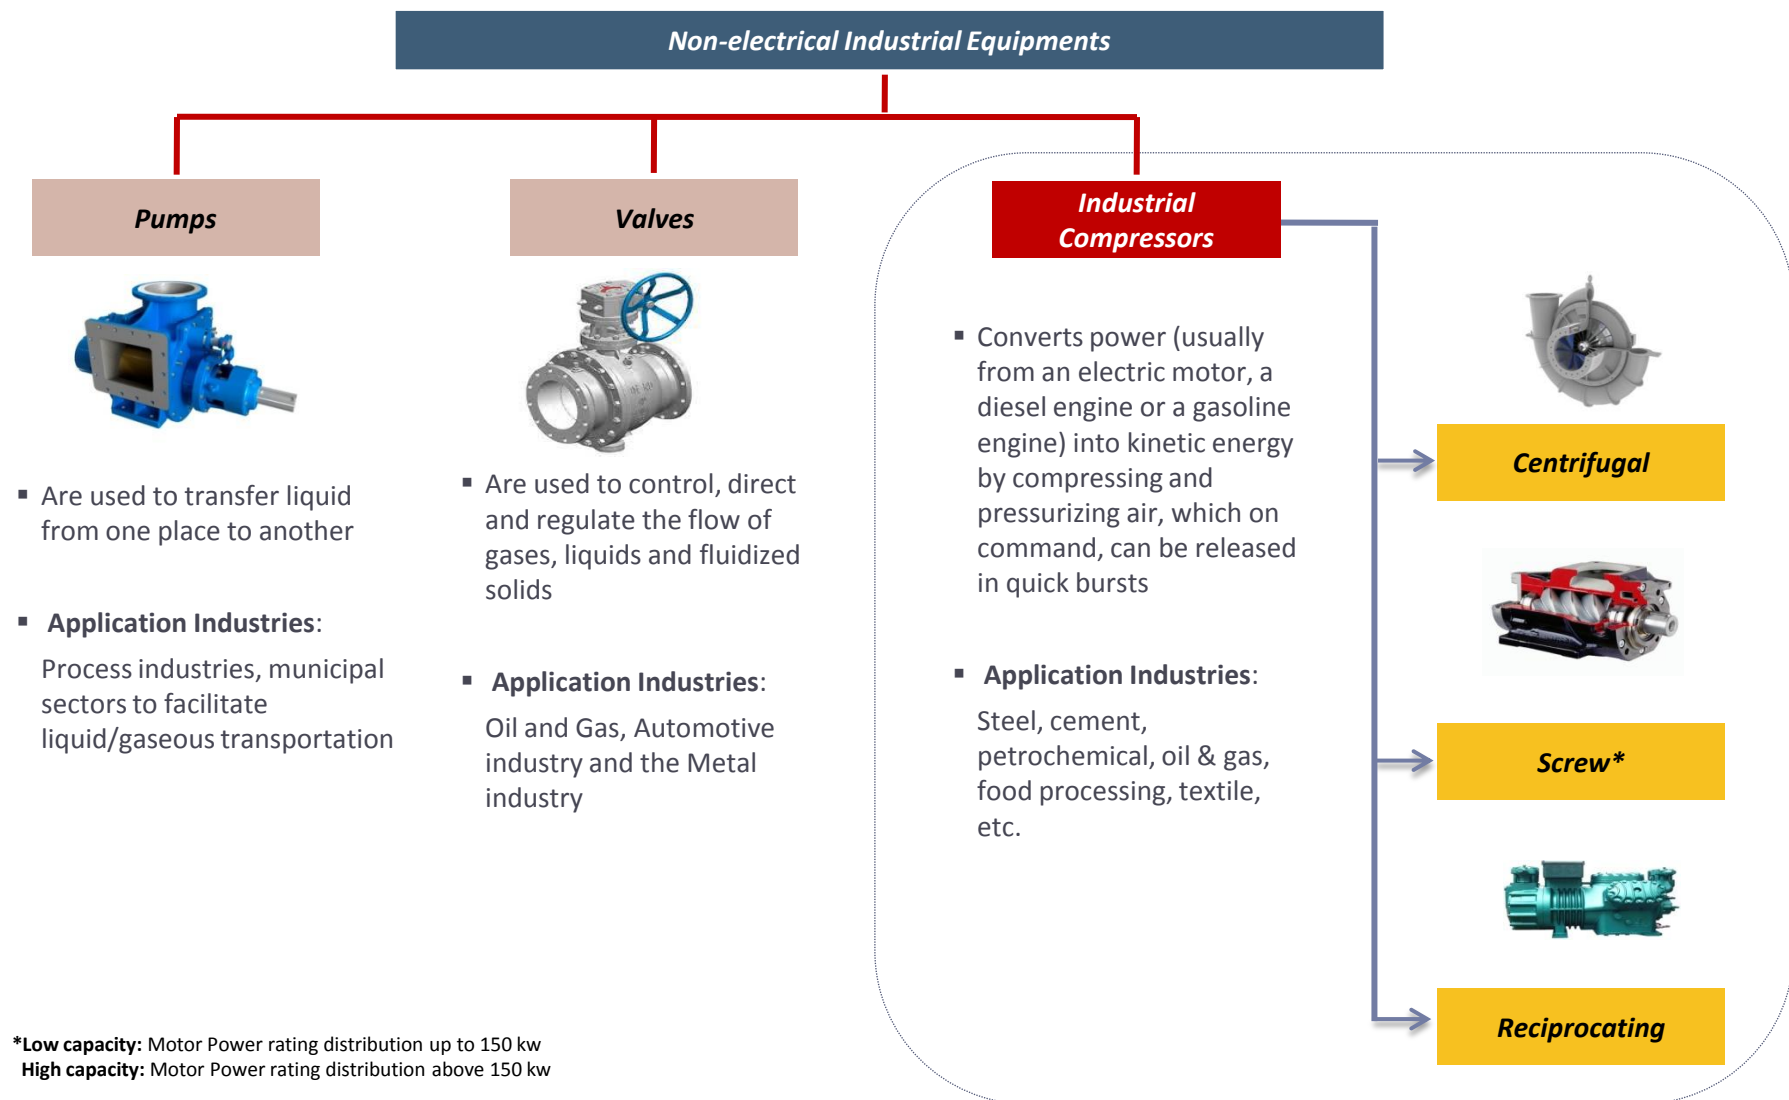 Non-electrical Industrial Equipments
Pumps
▪ Are used to transfer liquid
from one place to another
▪ Application Industries:
Process industries, municipal
sectors to facilitate
liquid/gaseous transportation
Valves
▪ Are used to control, direct
and regulate the flow of
gases, liquids and fluidized
solids
▪ Application Industries:
Oil and Gas, Automotive
industry and the Metal
industry
Industrial
Compressors
▪ Converts power (usually
from an electric motor, a
diesel engine or a gasoline
engine) into kinetic energy
by compressing and
pressurizing air, which on
command, can be released
in quick bursts
▪ Application Industries:
Steel, cement,
petrochemical, oil & gas,
food processing, textile,
etc.
Centrifugal
Screw*
Reciprocating
*Low capacity: Motor Power rating distribution up to 150 kw
High capacity: Motor Power rating distribution above 150 kw